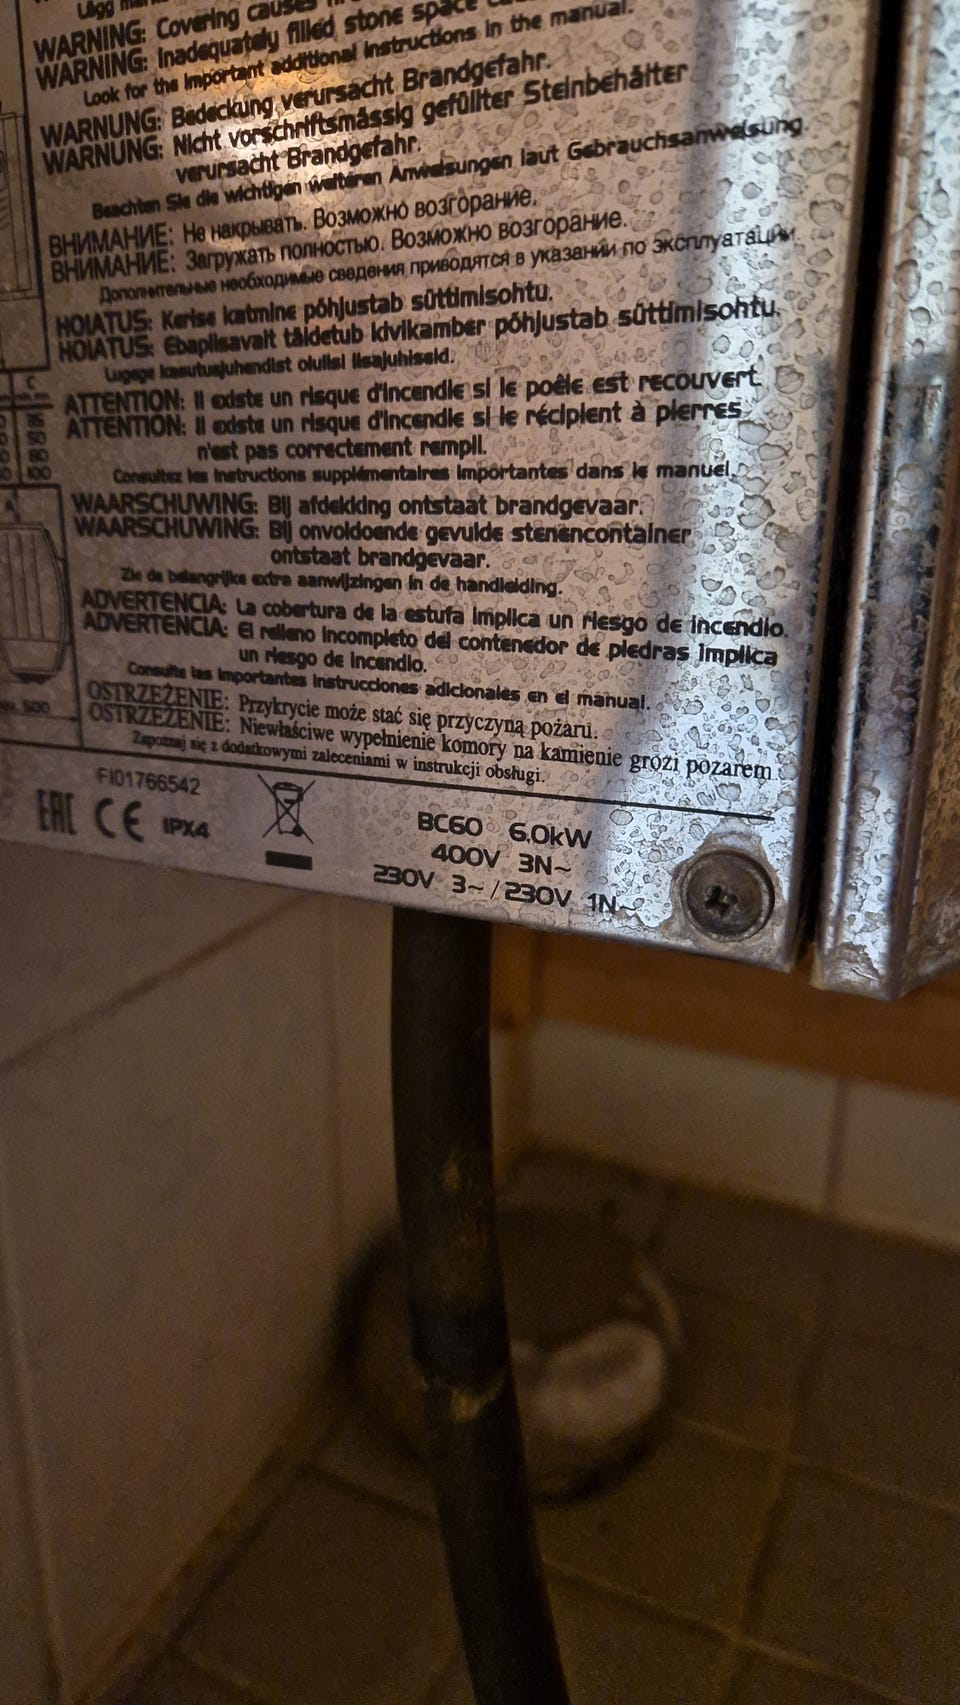 Lägg
WARNING: Covering causes
WARNING: Inadequately filled stone space
Look for the important additional instructions in the manual.
WARNUNG: Bedeckung verursacht Brandgefahr.
WARNUNG: Nicht vorschriftsmässig gefüllter Steinbehälter
verursacht Brandgefahr.
Beachten Sie die wichtigen weiteren Anweisungen laut Gebrauchsanweisung.
ВНИМАНИЕ: Не накрывать. Возможно возгорание.
ВНИМАНИЕ: Загружать полностью. Возможно возгорание.
Дополнительные необходимые сведения приводятся в указании по эксплуатации.
HOIATUS: Kerise katmine põhjustab süttimisohtu.
HOIATUS: Ebapiisavalt täidetub kivikamber põhjustab süttimisohtu.
Lugege kasutusjuhendist olulisi lisajuhiseid.
C
ATTENTION: Il existe un risque d'incendie si le poêle est recouvert.
85
ATTENTION: Il existe un risque d'incendie si le récipient à pierres
50
n'est pas correctement rempli.
80
Consultez les instructions supplémentaires importantes dans le manuel.
100
WAARSCHUWING: Bij afdekking ontstaat brandgevaar.
A
WAARSCHUWING: Bij onvoldoende gevulde stenencontainer
ontstaat brandgevaar.
Zie de belangrijke extra aanwijzingen in de handleiding.
ADVERTENCIA: La cobertura de la estufa implica un riesgo de incendio.
ADVERTENCIA: El relleno incompleto del contenedor de piedras implica
un riesgo de incendio.
Consulte las importantes instrucciones adicionales en el manual.
500
OSTRZEŻENIE: Przykrycie może stać się przyczyną pożaru.
OSTRZEŻENIE: Niewłaściwe wypełnienie komory na kamienie grozi pożarem
Zapoznaj się z dodatkowymi zaleceniami w instrukcji obsługi.
FI01766542
EAC CE IPX4
BC60 6.0kW
400V 3N~
230V 3~ / 230V 1N~